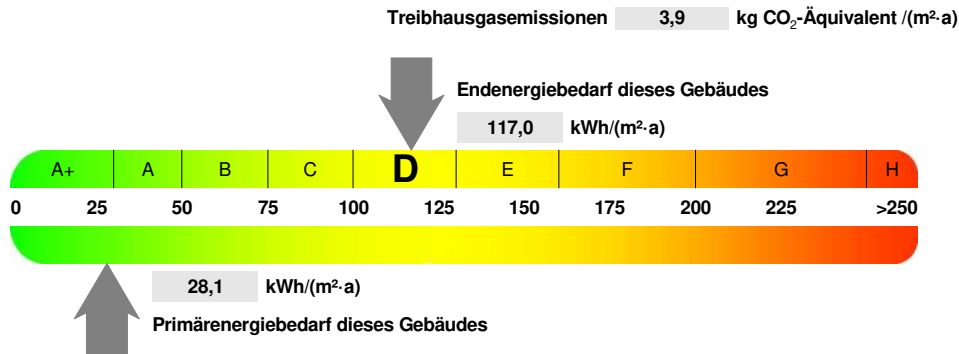 Treibhausgasemissionen 3,9 kg CO₂-Äquivalent /(m²·a)
Endenergiebedarf dieses Gebäudes
117,0 kWh/(m²·a)
A+ A B C D E F G H
0 25 50 75 100 125 150 175 200 225 >250
28,1 kWh/(m²·a)
Primärenergiebedarf dieses Gebäudes